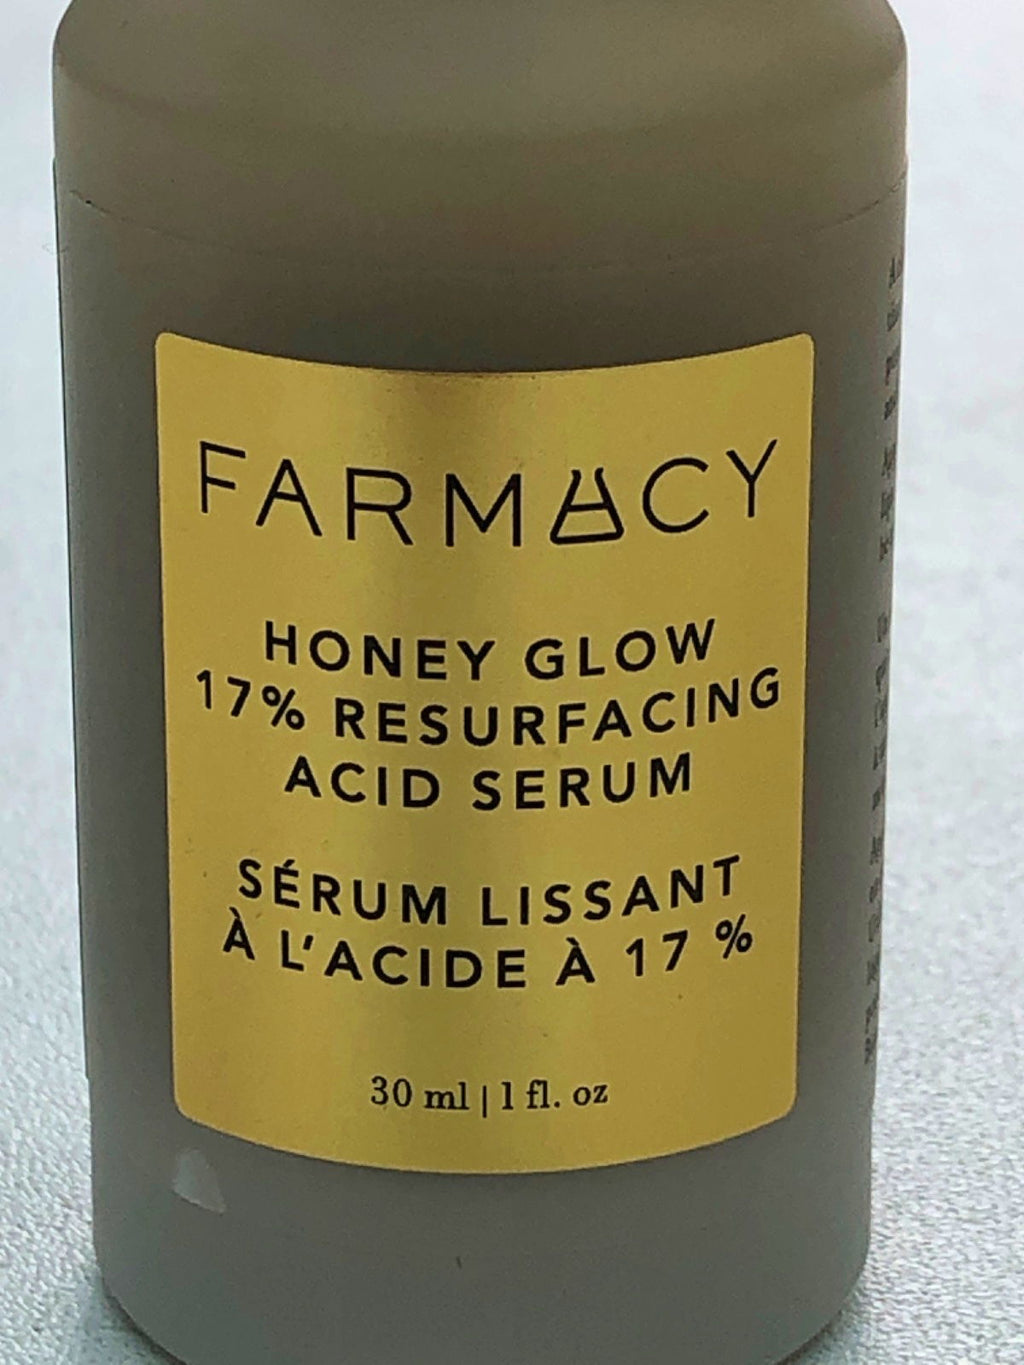 FARMACY
HONEY GLOW
17% RESURFACING
ACID SERUM
SÉRUM LISSANT
À L'ACIDE À 17 %
30 ml | 1 fl. oz